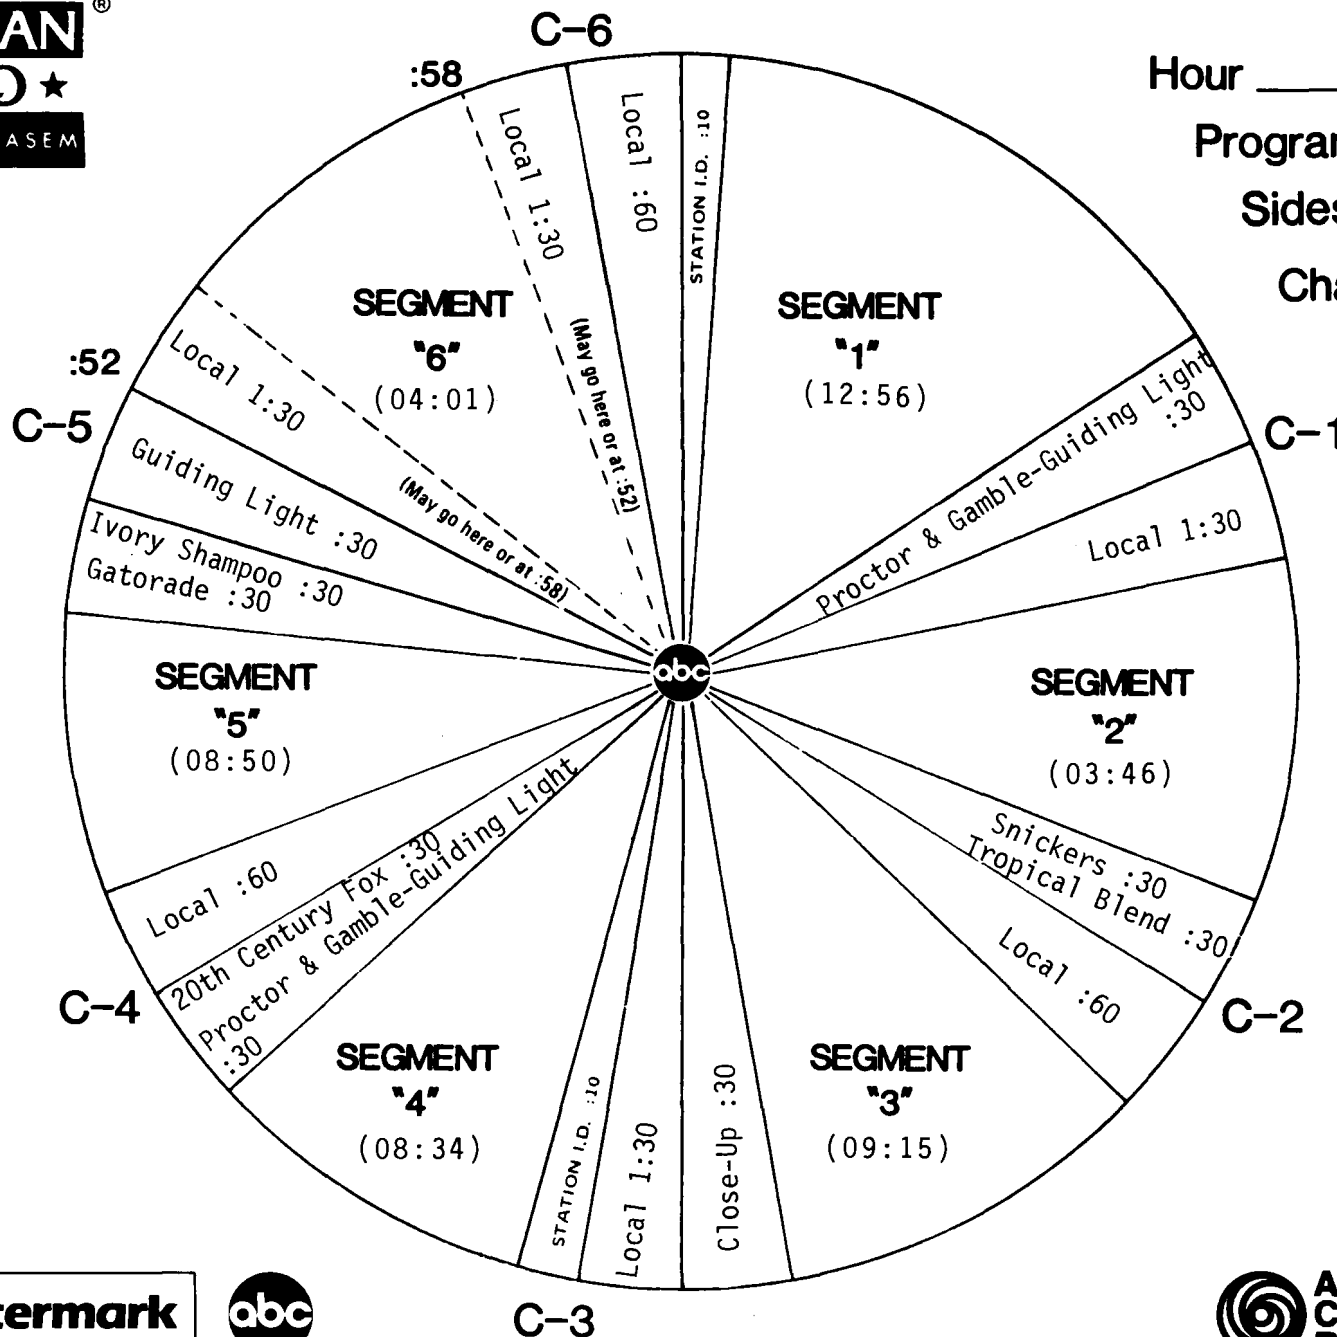 AN ®
ASEM
C-6
:58
Hour
Local 1:30
Local :60
STATION I.D. :10
(May go here or at :52)
SEGMENT
"6"
(04:01)
SEGMENT
"1"
(12:56)
Proctor & Gamble-Guiding Light
:30
C-1
Local 1:30
:52
Local 1:30
(May go here or at :58)
C-5
Guiding Light :30
Ivory Shampoo :30
Gatorade :30
abc
SEGMENT
"5"
(08:50)
SEGMENT
"2"
(03:46)
Snickers :30
Tropical Blend :30
Local :60
C-2
Local :60
20th Century Fox :30
Proctor & Gamble-Guiding Light
:30
C-4
SEGMENT
"4"
(08:34)
STATION I.D. :10
Local 1:30
Close-Up :30
SEGMENT
"3"
(09:15)
C-3
termark
abc